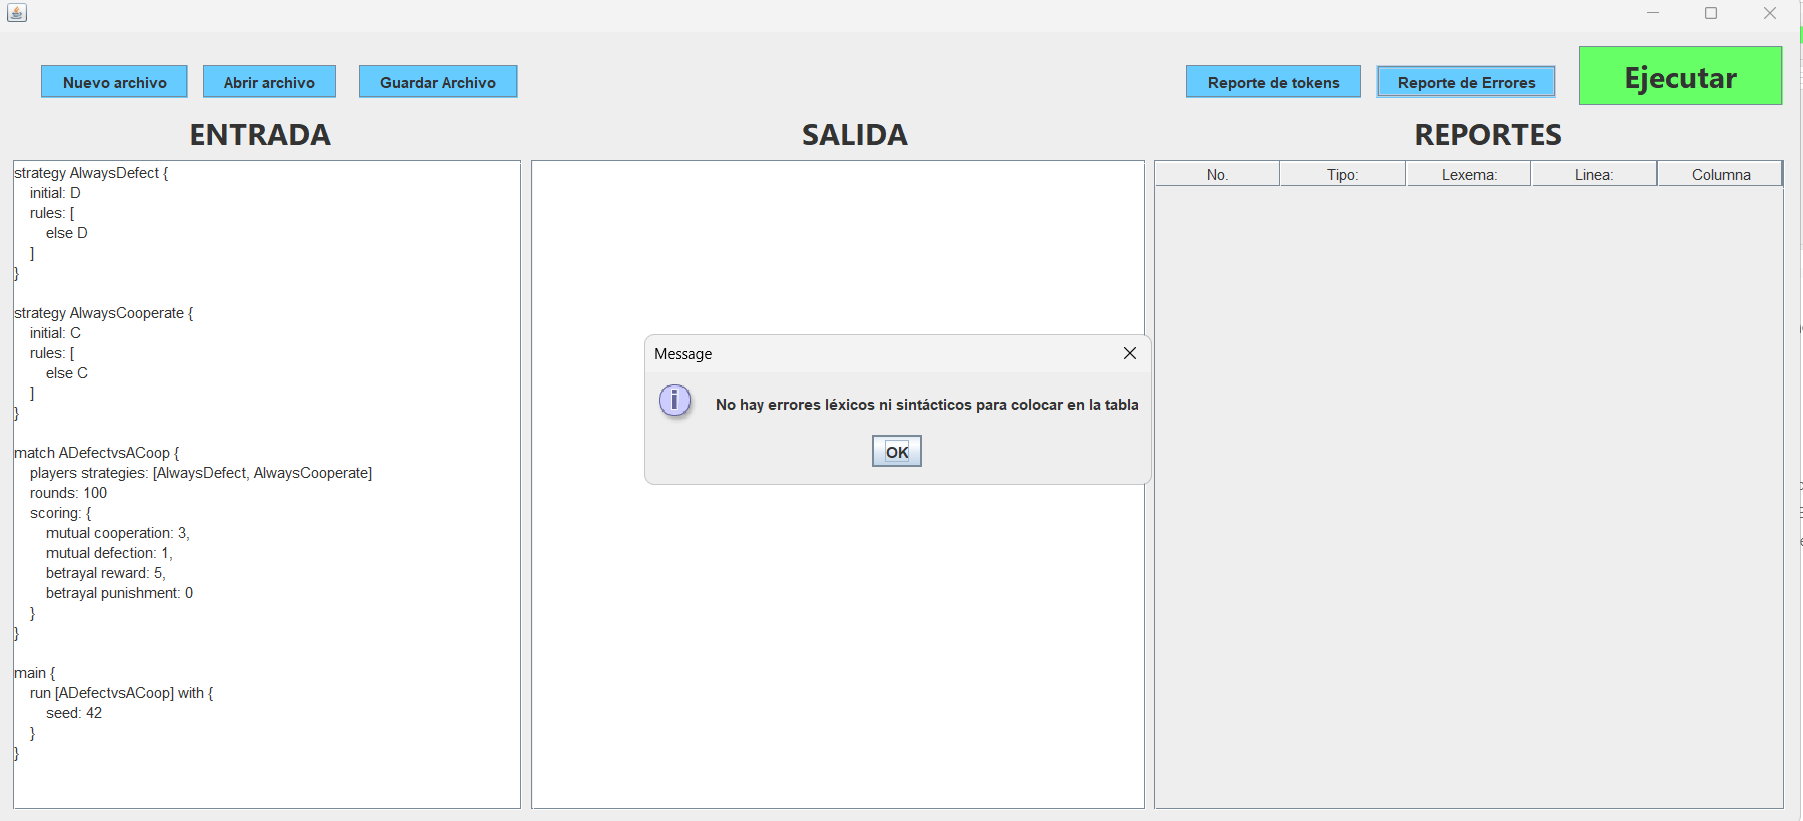 Nuevo archivo
Abrir archivo
Guardar Archivo
Reporte de tokens
Reporte de Errores
Ejecutar
ENTRADA
SALIDA
REPORTES
strategy AlwaysDefect {
    initial: D
    rules: [
        else D
    ]
}

strategy AlwaysCooperate {
    initial: C
    rules: [
        else C
    ]
}

match ADefectvsACoop {
    players strategies: [AlwaysDefect, AlwaysCooperate]
    rounds: 100
    scoring: {
        mutual cooperation: 3,
        mutual defection: 1,
        betrayal reward: 5,
        betrayal punishment: 0
    }
}

main {
    run [ADefectvsACoop] with {
        seed: 42
    }
}
Message
No hay errores léxicos ni sintácticos para colocar en la tabla
OK
No.
Tipo:
Lexema:
Linea:
Columna